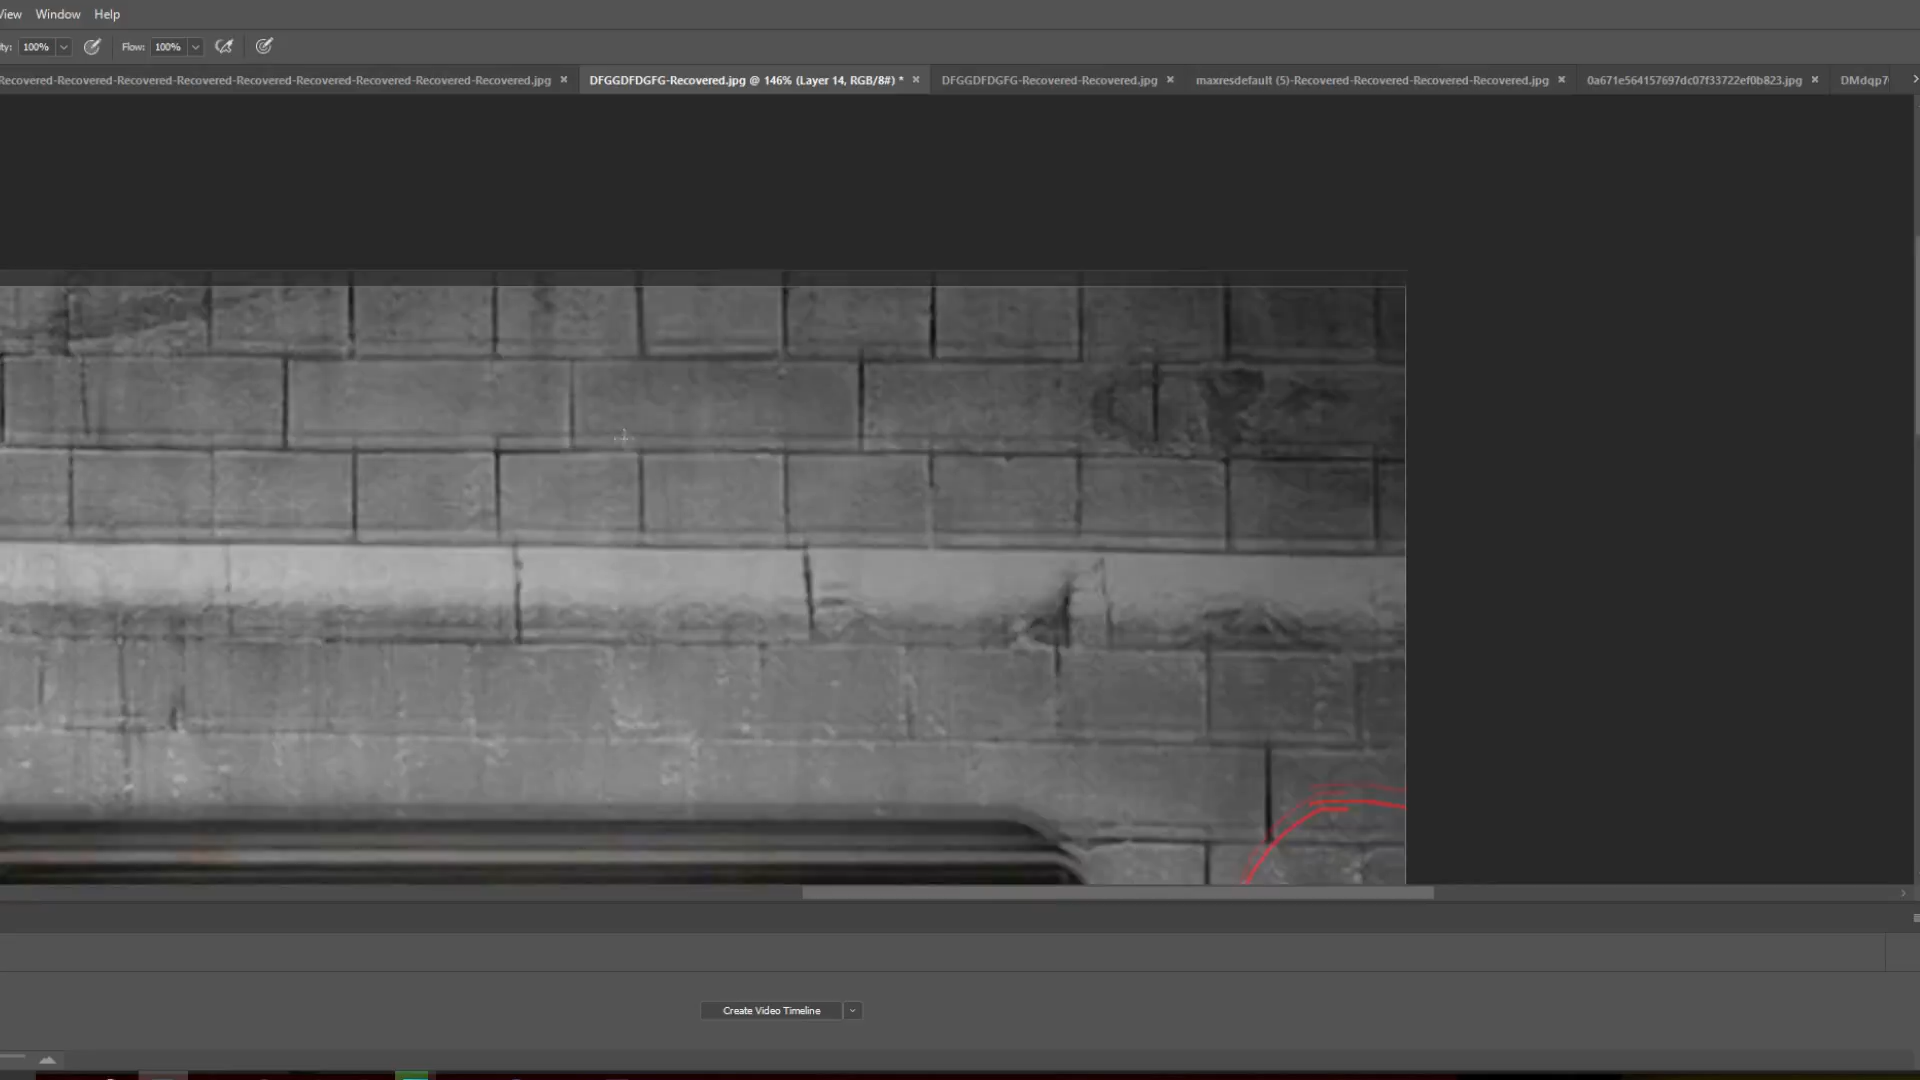 View Window Help
ty: 100% Flow: 100%
Recovered-Recovered-Recovered-Recovered-Recovered-Recovered-Recovered-Recovered-Recovered.jpg × DFGGDFDGFG-Recovered.jpg @ 146% (Layer 14, RGB/8#) * × DFGGDFDGFG-Recovered-Recovered.jpg × maxresdefault (5)-Recovered-Recovered-Recovered-Recovered.jpg × 0a671e564157697dc07f33722ef0b823.jpg × DMdqp7
Create Video Timeline